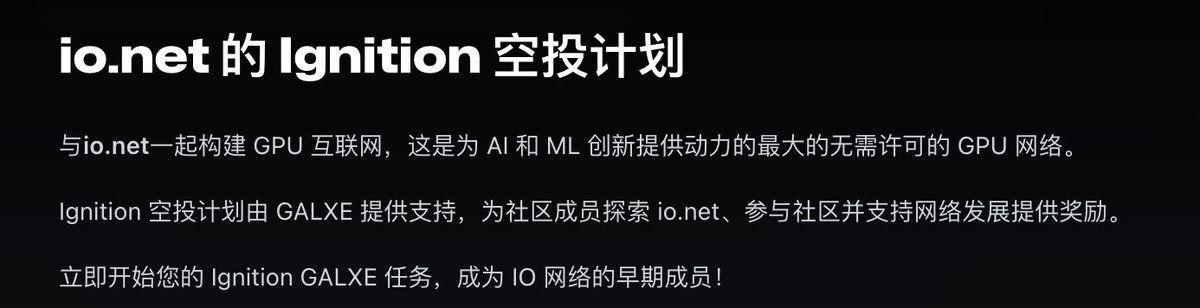 io.net 的 Ignition 空投计划
与io.net一起构建 GPU 互联网，这是为 AI 和 ML 创新提供动力的最大的无需许可的 GPU 网络。
Ignition 空投计划由 GALXE 提供支持，为社区成员探索 io.net、参与社区并支持网络发展提供奖励。
立即开始您的 Ignition GALXE 任务，成为 IO 网络的早期成员！